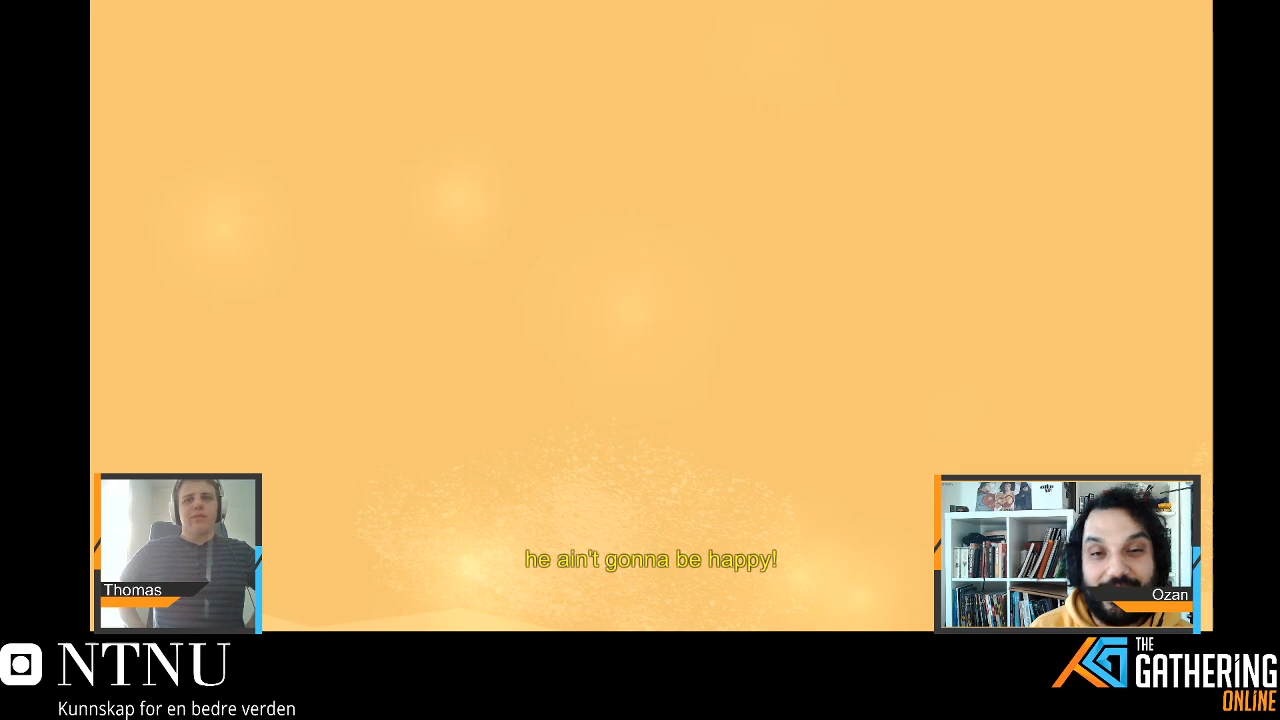 he ain't gonna be happy!
Thomas
Ozan
NTNU
Kunnskap for en bedre verden
THE
GATHERING
ONLINE